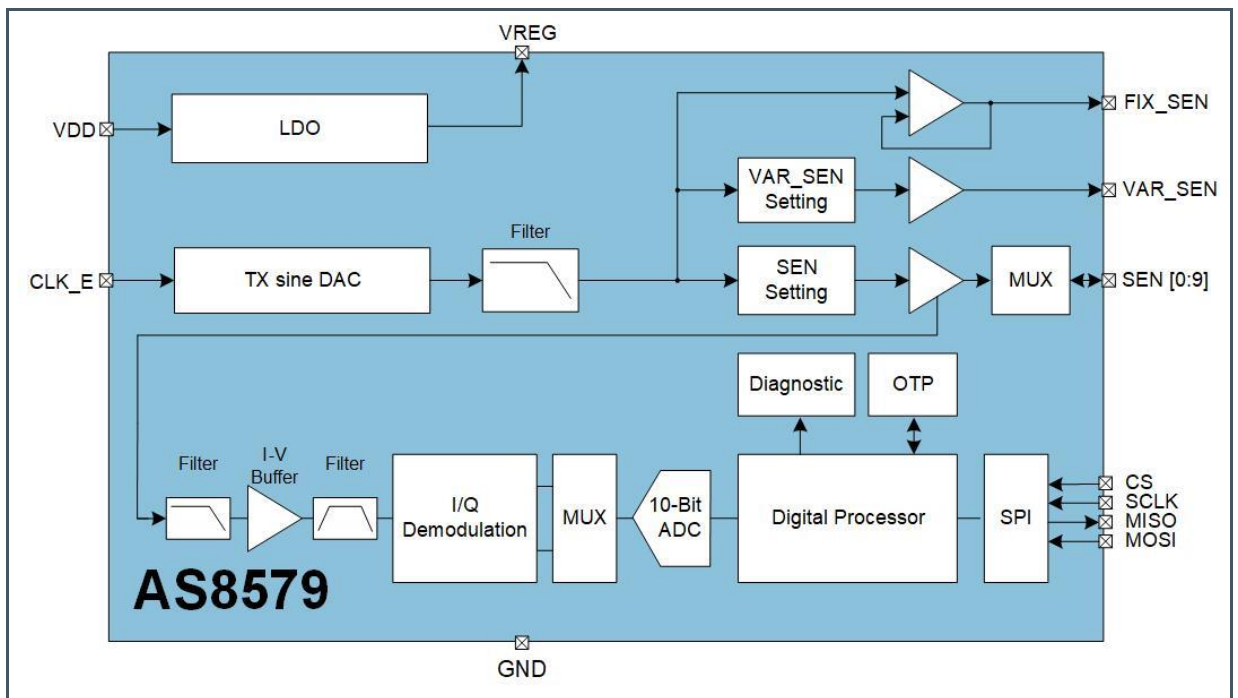 VREG
VDD
LDO
FIX_SEN
VAR_SEN
Setting
VAR_SEN
CLK_E
TX sine DAC
Filter
SEN
Setting
MUX
SEN [0:9]
Diagnostic
OTP
Filter
I-V
Buffer
Filter
I/Q
Demodulation
MUX
10-Bit
ADC
Digital Processor
SPI
CS
SCLK
MISO
MOSI
AS8579
GND